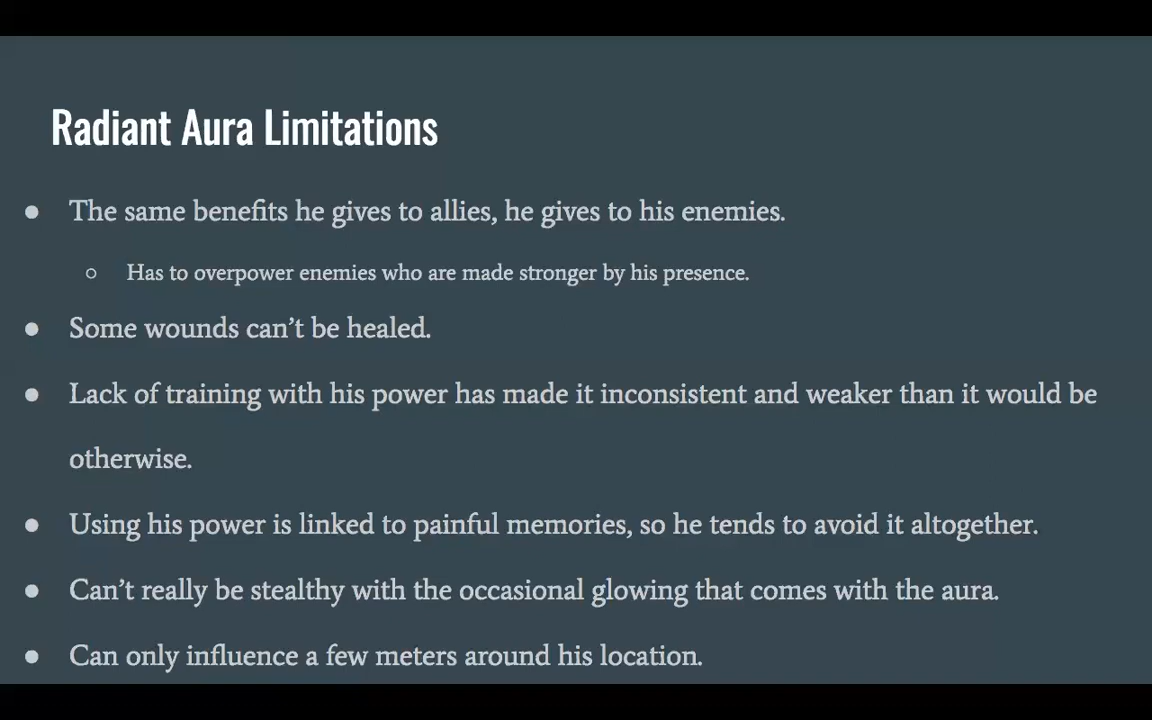 Radiant Aura Limitations
● The same benefits he gives to allies, he gives to his enemies.
○ Has to overpower enemies who are made stronger by his presence.
● Some wounds can’t be healed.
● Lack of training with his power has made it inconsistent and weaker than it would be
otherwise.
● Using his power is linked to painful memories, so he tends to avoid it altogether.
● Can’t really be stealthy with the occasional glowing that comes with the aura.
● Can only influence a few meters around his location.